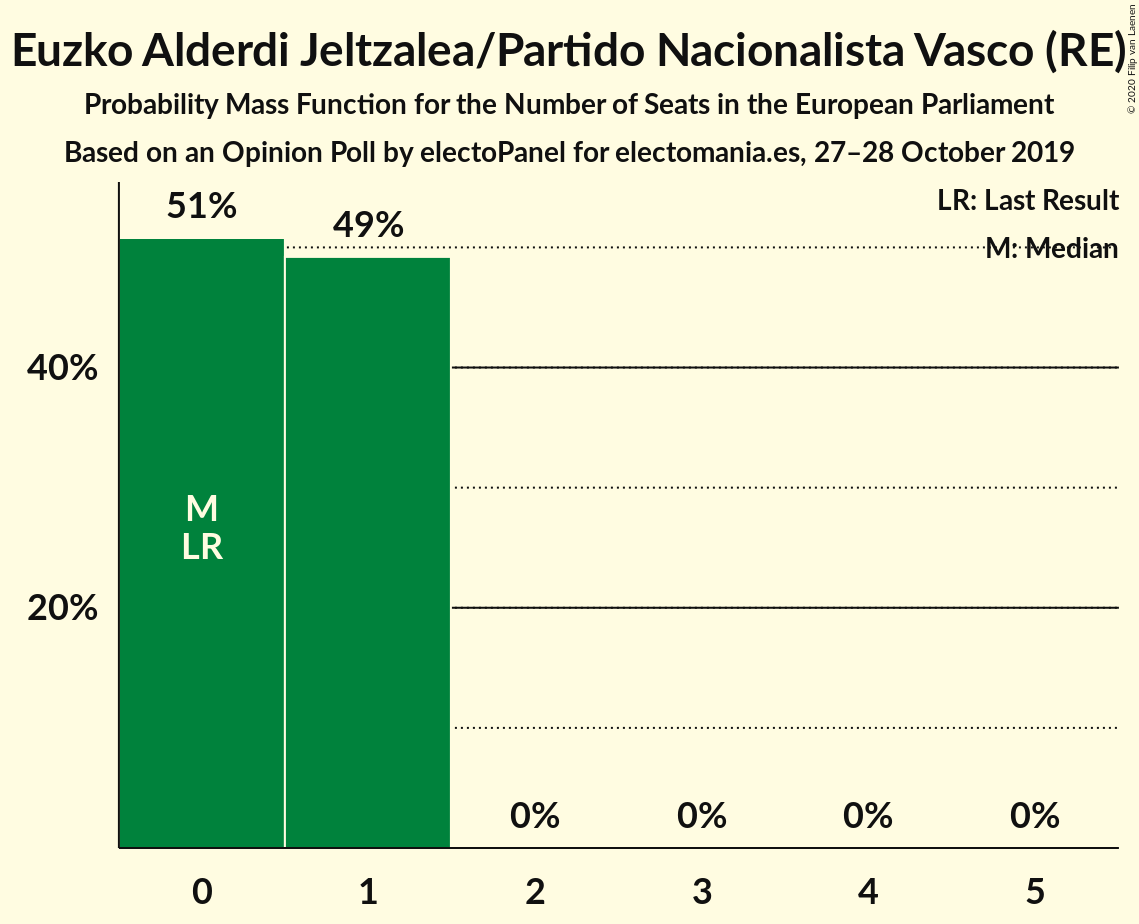 Euzko Alderdi Jeltzalea/Partido Nacionalista Vasco (RE)
© 2020 Filip van Laenen
Probability Mass Function for the Number of Seats in the European Parliament
Based on an Opinion Poll by electoPanel for electomania.es, 27–28 October 2019
LR: Last Result
M: Median
51%
49%
40%
20%
M
LR
0%
0%
0%
0%
0
1
2
3
4
5